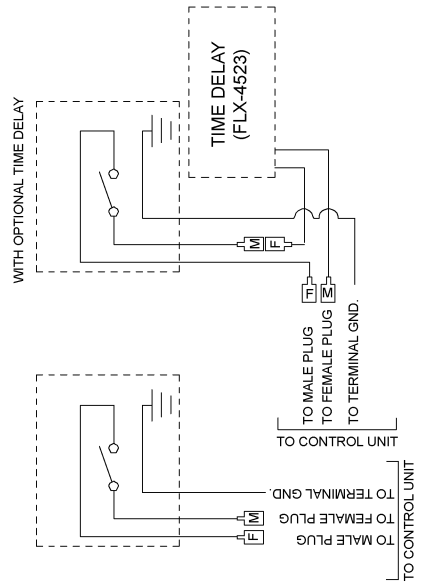 WITH OPTIONAL TIME DELAY
TIME DELAY
(FLX-4523)
M
F
F
M
TO MALE PLUG
TO FEMALE PLUG
TO TERMINAL GND.
TO CONTROL UNIT
TO TERMINAL GND.
M
TO FEMALE PLUG
F
TO MALE PLUG
TO CONTROL UNIT